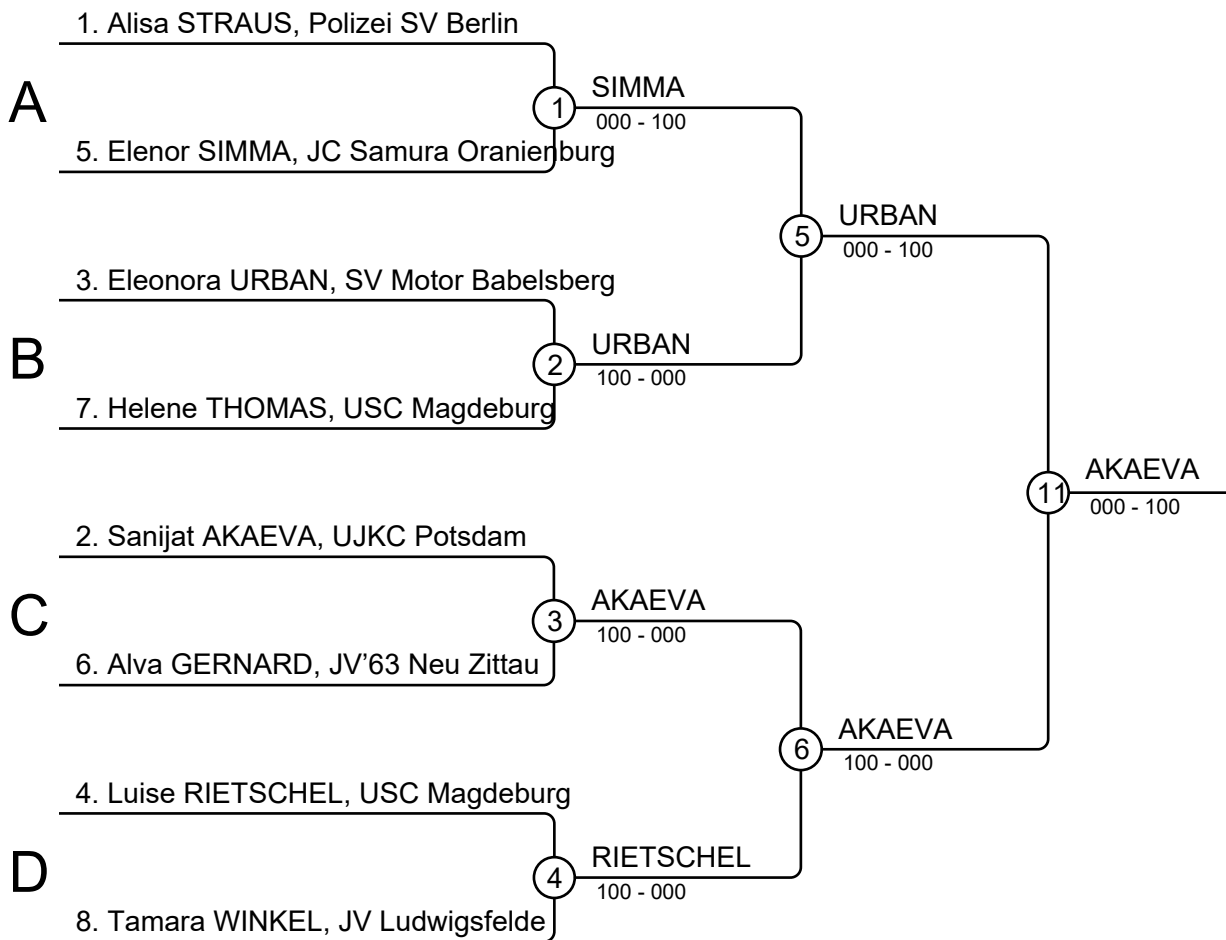 1. Alisa STRAUS, Polizei SV Berlin
A
1
SIMMA
000 - 100
5. Elenor SIMMA, JC Samura Oranienburg
5
URBAN
000 - 100
3. Eleonora URBAN, SV Motor Babelsberg
B
2
URBAN
100 - 000
7. Helene THOMAS, USC Magdeburg
11
AKAEVA
000 - 100
2. Sanijat AKAEVA, UJKC Potsdam
C
3
AKAEVA
100 - 000
6. Alva GERNARD, JV’63 Neu Zittau
6
AKAEVA
100 - 000
4. Luise RIETSCHEL, USC Magdeburg
D
4
RIETSCHEL
100 - 000
8. Tamara WINKEL, JV Ludwigsfelde